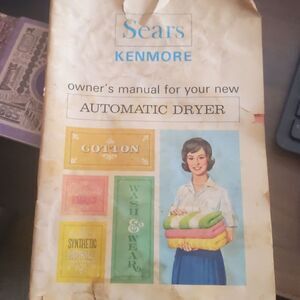 Sears
KENMORE
owner's manual for your new
AUTOMATIC DRYER
COTTON
WASH
&
WEAR
SYNTHETIC